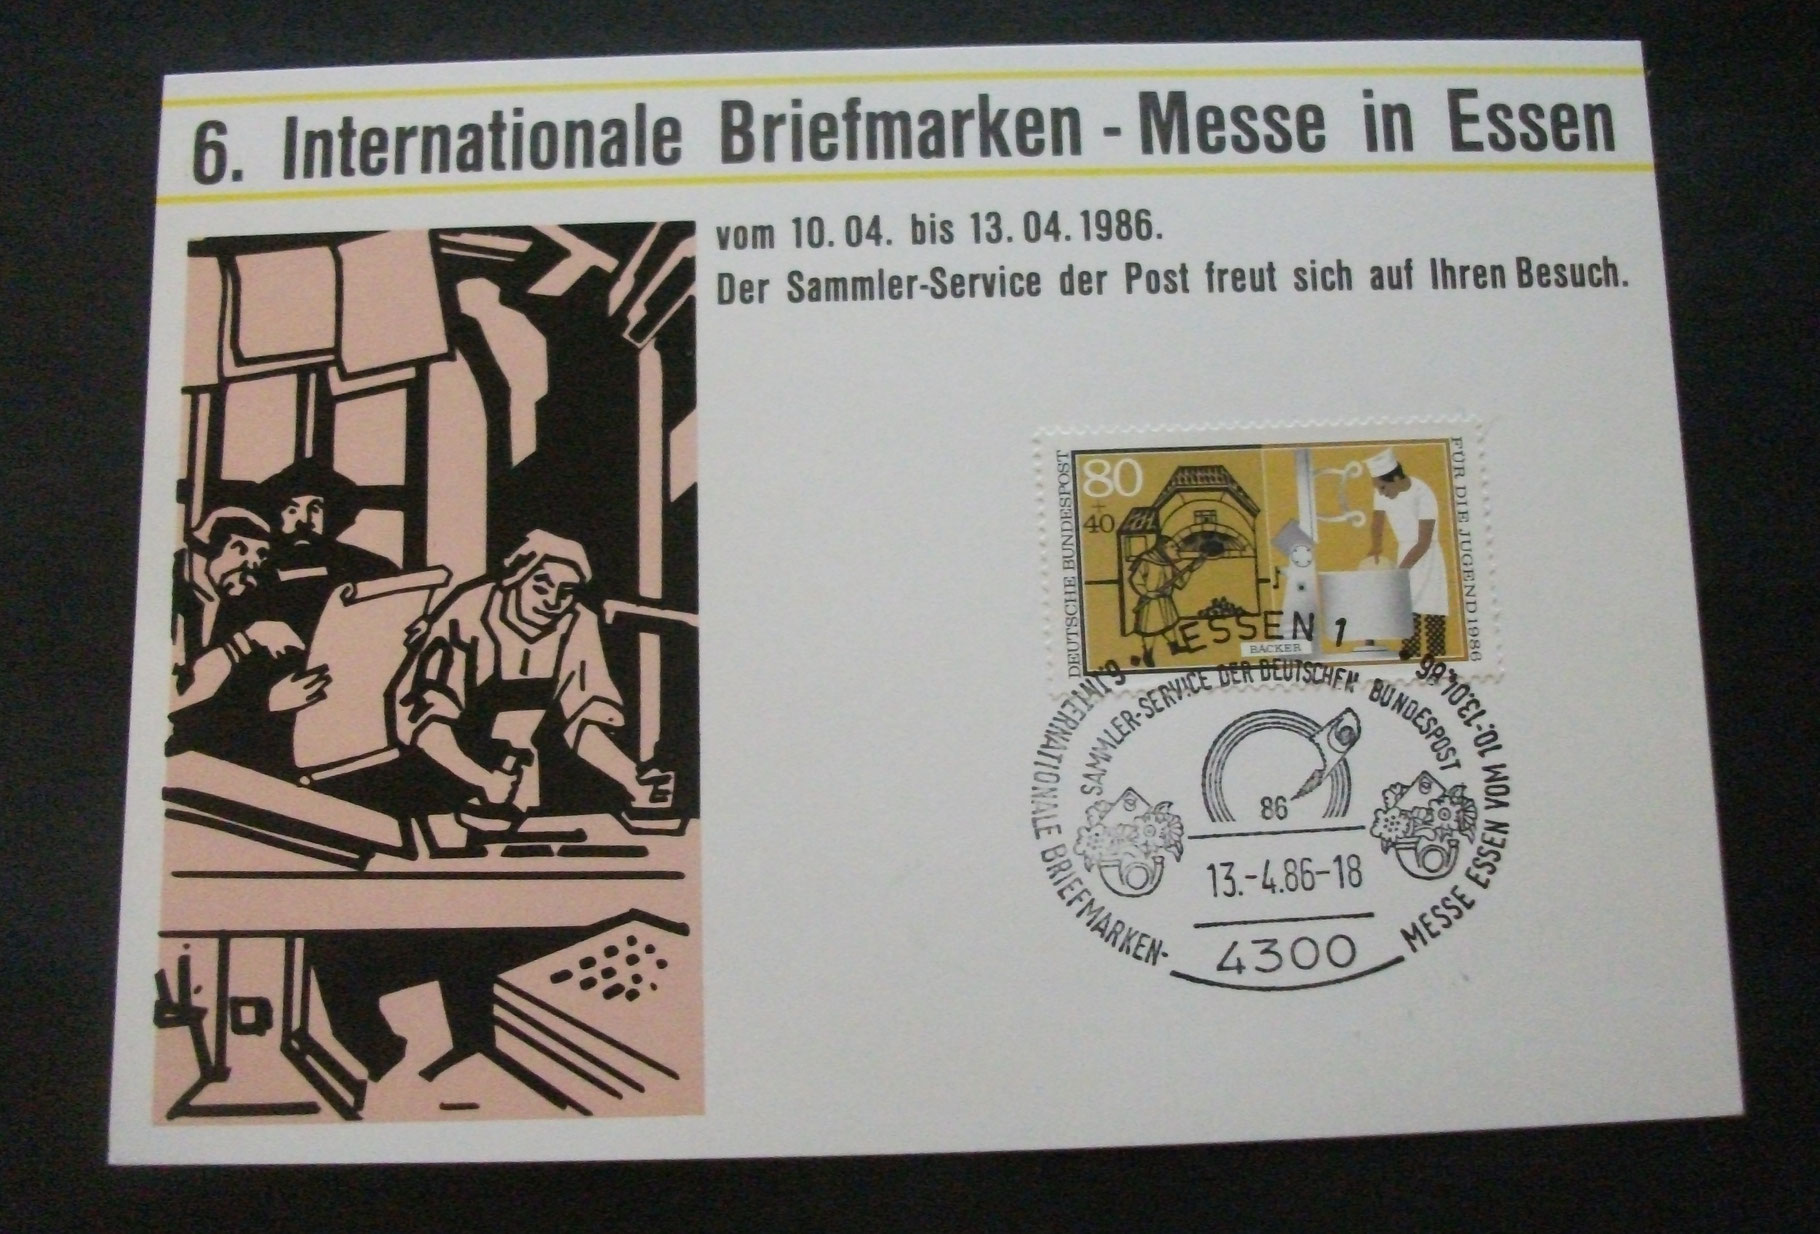 6. Internationale Briefmarken - Messe in Essen
vom 10.04. bis 13.04.1986.
Der Sammler-Service der Post freut sich auf Ihren Besuch.
DEUTSCHE BUNDESPOST
80
+
40
BÄCKER
FÜR DIE JUGEND 1986
ESSEN 1
6. INTERNATIONALE BRIEFMARKEN-MESSE ESSEN VOM 10.-13.04.86
SAMMLER-SERVICE DER DEUTSCHEN BUNDESPOST
86
13.-4.86-18
4300